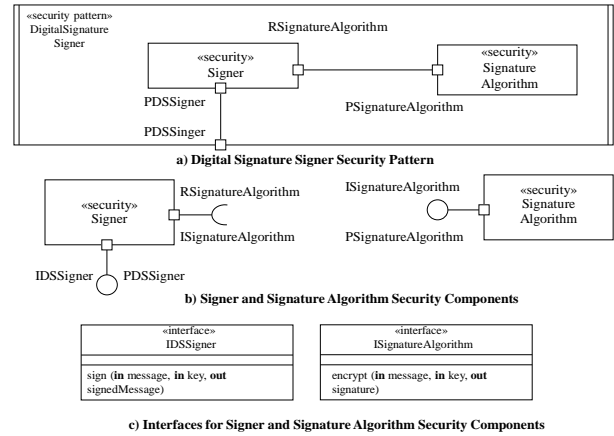 «security pattern»
DigitalSignature
Signer
RSignatureAlgorithm
«security»
Signer
«security»
Signature
Algorithm
PDSSigner
PSignatureAlgorithm
PDSSinger
a) Digital Signature Signer Security Pattern
«security»
Signer
RSignatureAlgorithm
ISignatureAlgorithm
ISignatureAlgorithm
PSignatureAlgorithm
«security»
Signature
Algorithm
IDSSigner
PDSSigner
b) Signer and Signature Algorithm Security Components
«interface»
IDSSigner
sign (in message, in key, out
signedMessage)
«interface»
ISignatureAlgorithm
encrypt (in message, in key, out
signature)
c) Interfaces for Signer and Signature Algorithm Security Components